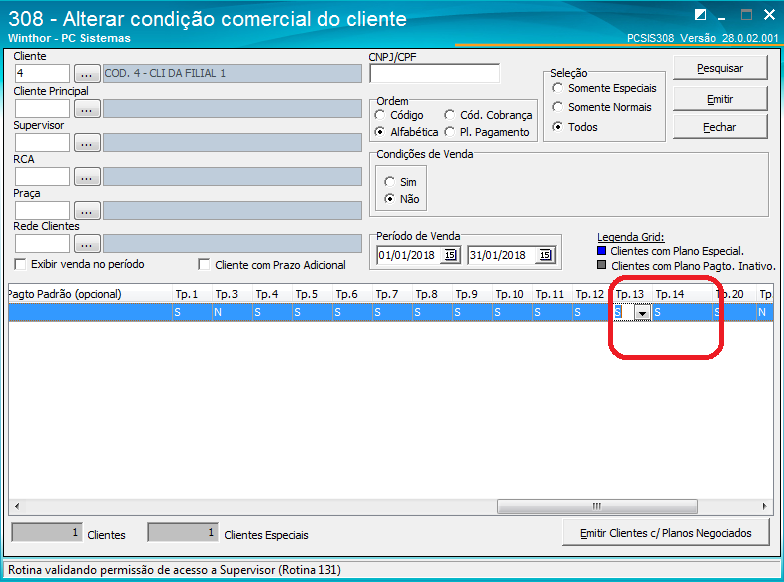 308 - Alterar condição comercial do cliente
Winthor - PC Sistemas
PCSIS308 Versão 28.0.02.001
Cliente
4 ... COD. 4 - CLI DA FILIAL 1
Cliente Principal
...
Supervisor
...
RCA
...
Praça
...
Rede Clientes
...
Exibir venda no período
Cliente com Prazo Adicional
CNPJ/CPF
Ordem
Código Cód. Cobrança
Alfabética Pl. Pagamento
Seleção
Somente Especiais
Somente Normais
Todos
Pesquisar
Emitir
Fechar
Condições de Venda
Sim
Não
Período de Venda
01/01/2018 15 31/01/2018 15
Legenda Grid:
Clientes com Plano Especial.
Clientes com Plano Pagto. Inativo.
Pagto Padrão (opcional) Tp.1 Tp.3 Tp.4 Tp.5 Tp.6 Tp.7 Tp.8 Tp.9 Tp.10 Tp.11 Tp.12 Tp.13 Tp.14 Tp.20 Tp.
S N S S S S S S S S S S S S N
1 Clientes 1 Clientes Especiais
Emitir Clientes c/ Planos Negociados
Rotina validando permissão de acesso a Supervisor (Rotina 131)